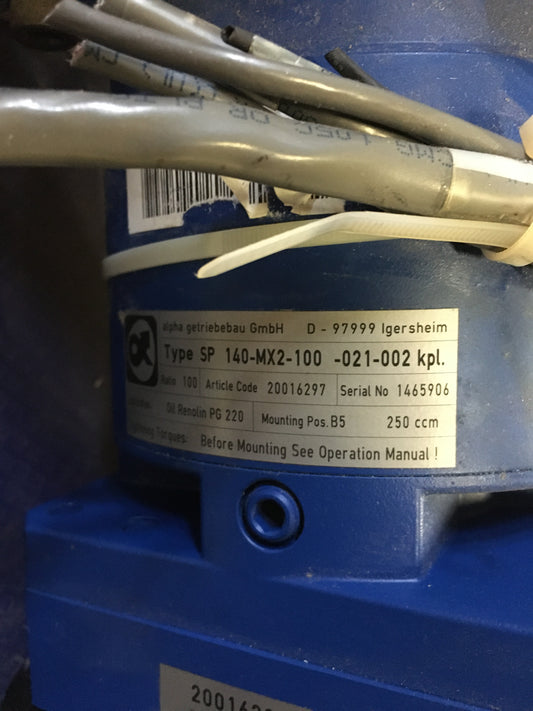 alpha getriebebau GmbH D - 97999 Igersheim
Type SP 140-MX2-100 -021-002 kpl.
Ratio 100 Article Code 20016297 Serial No 1465906
Oil Renolin PG 220 Mounting Pos. B5 250 ccm
Torques: Before Mounting See Operation Manual !